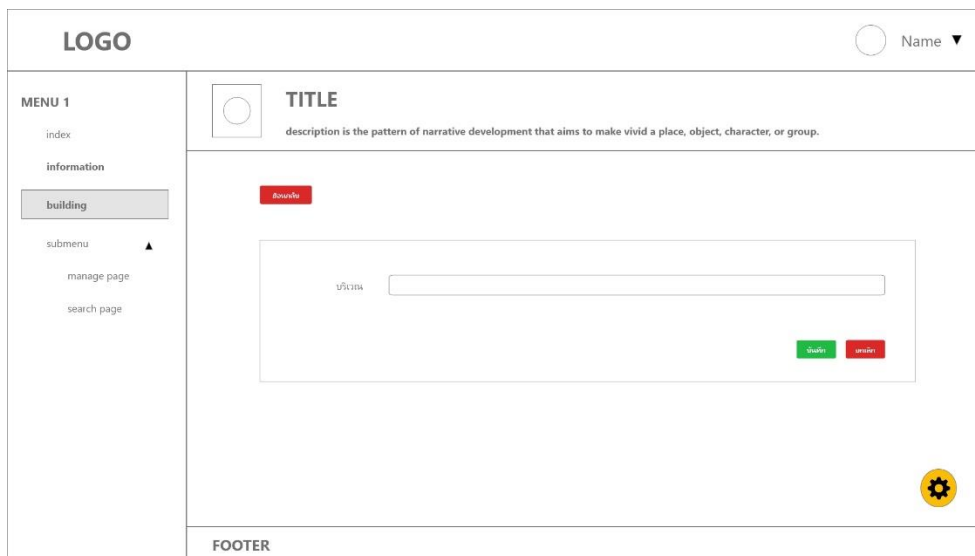 LOGO
Name
MENU 1
index
information
building
submenu
manage page
search page
TITLE
description is the pattern of narrative development that aims to make vivid a place, object, character, or group.
ย้อนกลับ
บริเวณ
บันทึก
ยกเลิก
FOOTER